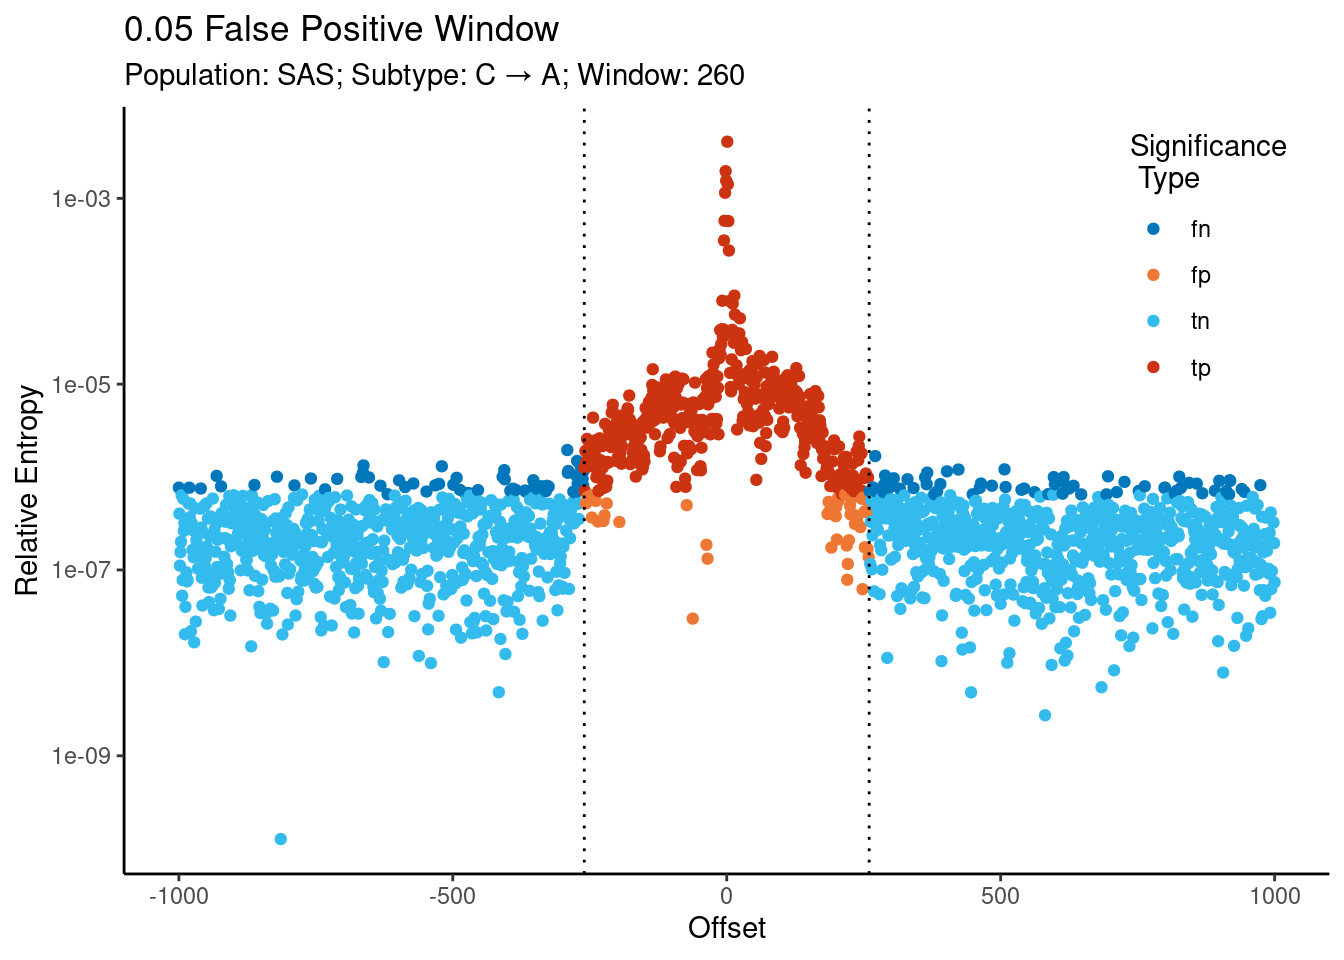 0.05 False Positive Window
Population: SAS; Subtype: C → A; Window: 260
Significance
Type
fn
fp
tn
tp
Relative Entropy
1e-03
1e-05
1e-07
1e-09
-1000
-500
0
500
1000
Offset